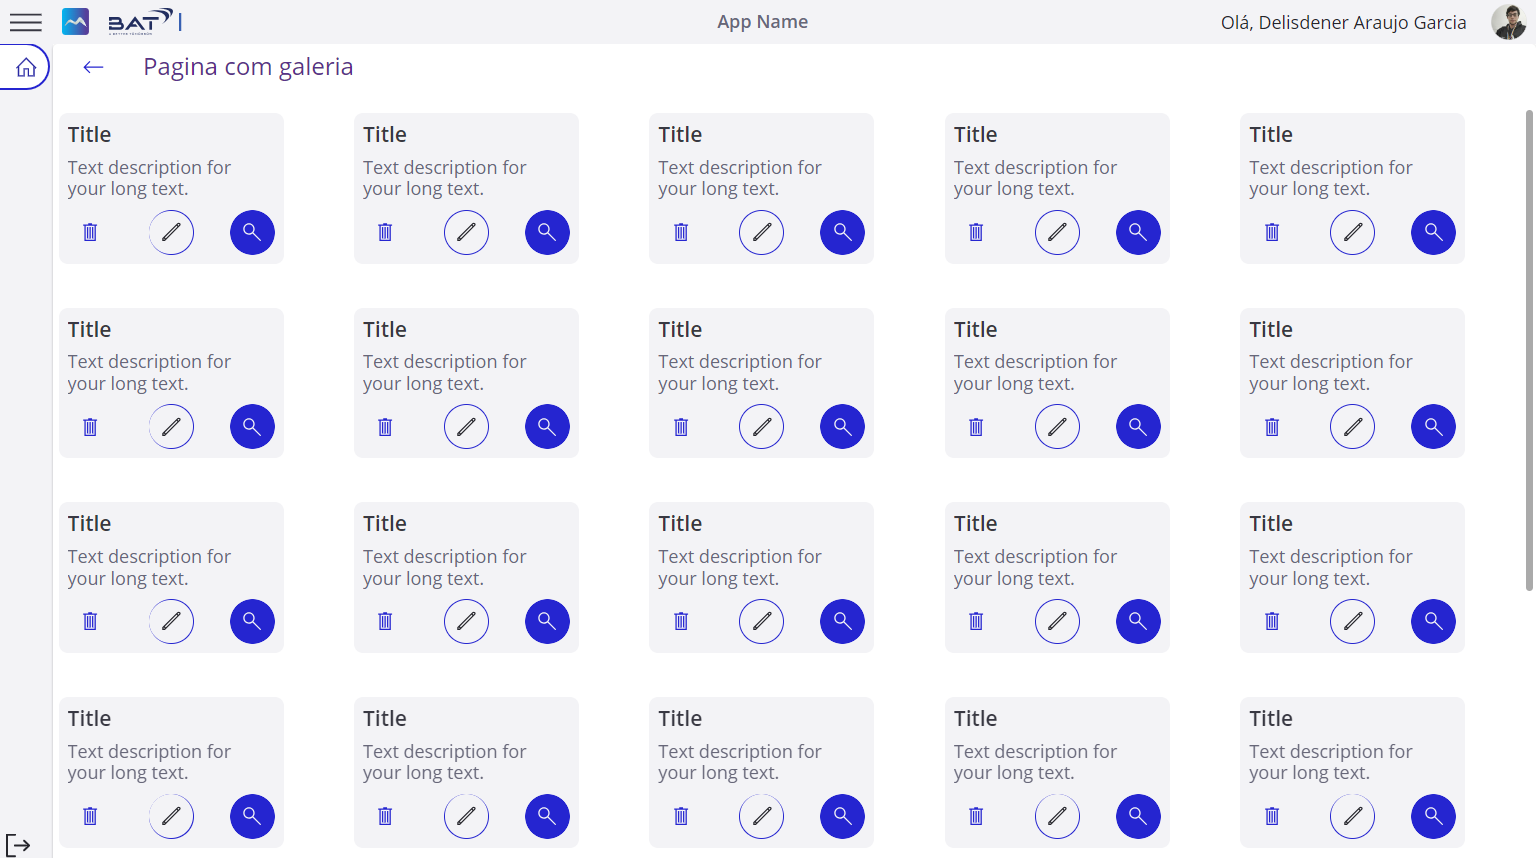 BAT
App Name
Olá, Delisdener Araujo Garcia
Pagina com galeria
Title
Text description for
your long text.
Title
Text description for
your long text.
Title
Text description for
your long text.
Title
Text description for
your long text.
Title
Text description for
your long text.
Title
Text description for
your long text.
Title
Text description for
your long text.
Title
Text description for
your long text.
Title
Text description for
your long text.
Title
Text description for
your long text.
Title
Text description for
your long text.
Title
Text description for
your long text.
Title
Text description for
your long text.
Title
Text description for
your long text.
Title
Text description for
your long text.
Title
Text description for
your long text.
Title
Text description for
your long text.
Title
Text description for
your long text.
Title
Text description for
your long text.
Title
Text description for
your long text.